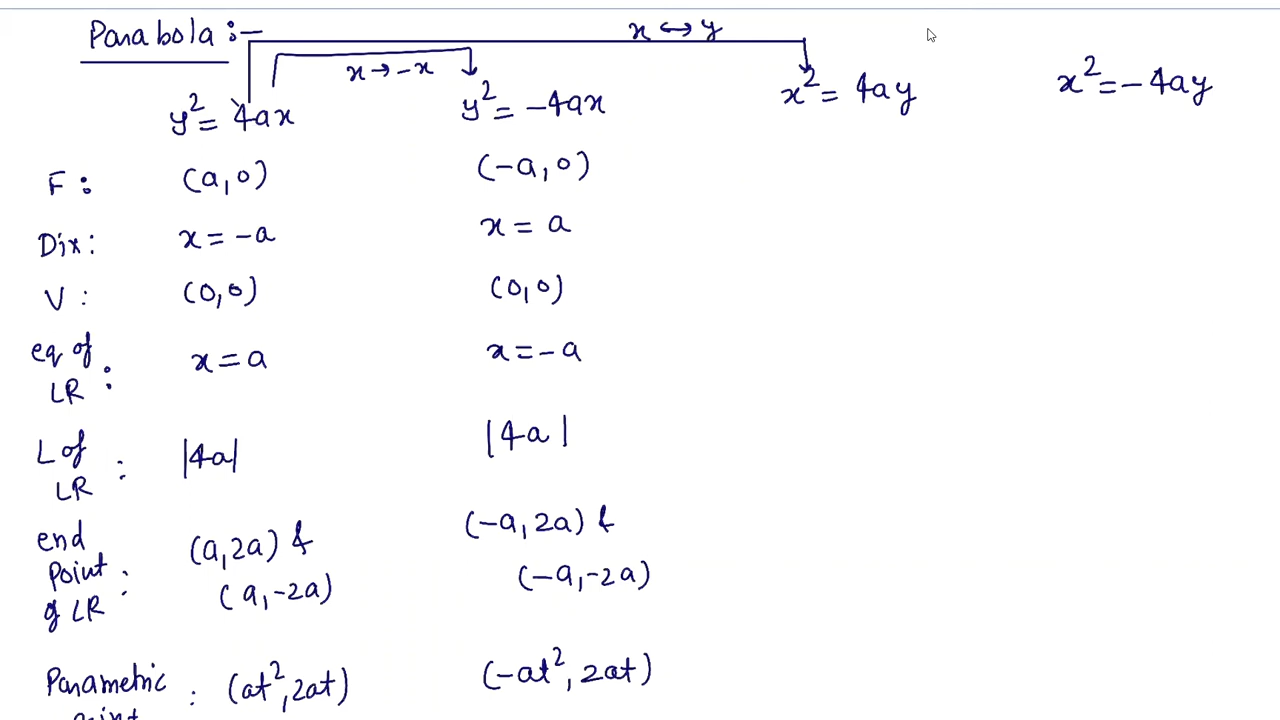 Parabola :-
x ↔ y
x → -x
y² = 4ax y² = -4ax x² = 4ay x² = -4ay
F : (a, 0) (-a, 0)
Dix : x = -a x = a
V : (0, 0) (0, 0)
eq of LR : x = a x = -a
L of LR : |4a| |4a|
end point of LR : (a, 2a) & (a, -2a) (-a, 2a) & (-a, -2a)
Parametric point : (at², 2at) (-at², 2at)